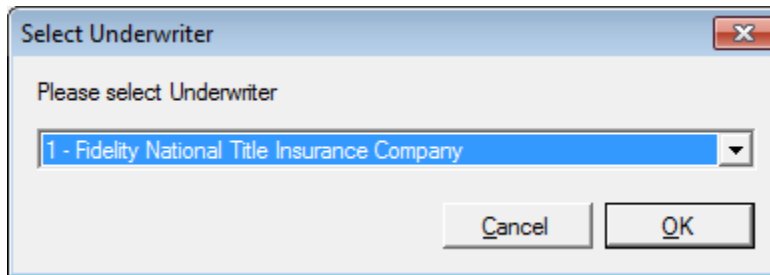 Select Underwriter
Please select Underwriter
1 - Fidelity National Title Insurance Company
Cancel OK